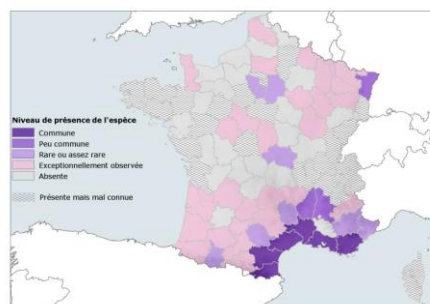 Niveau de présence de l'espèce
Commune
Peu commune
Rare ou assez rare
Exceptionnellement observée
Absente
Présente mais mal connue